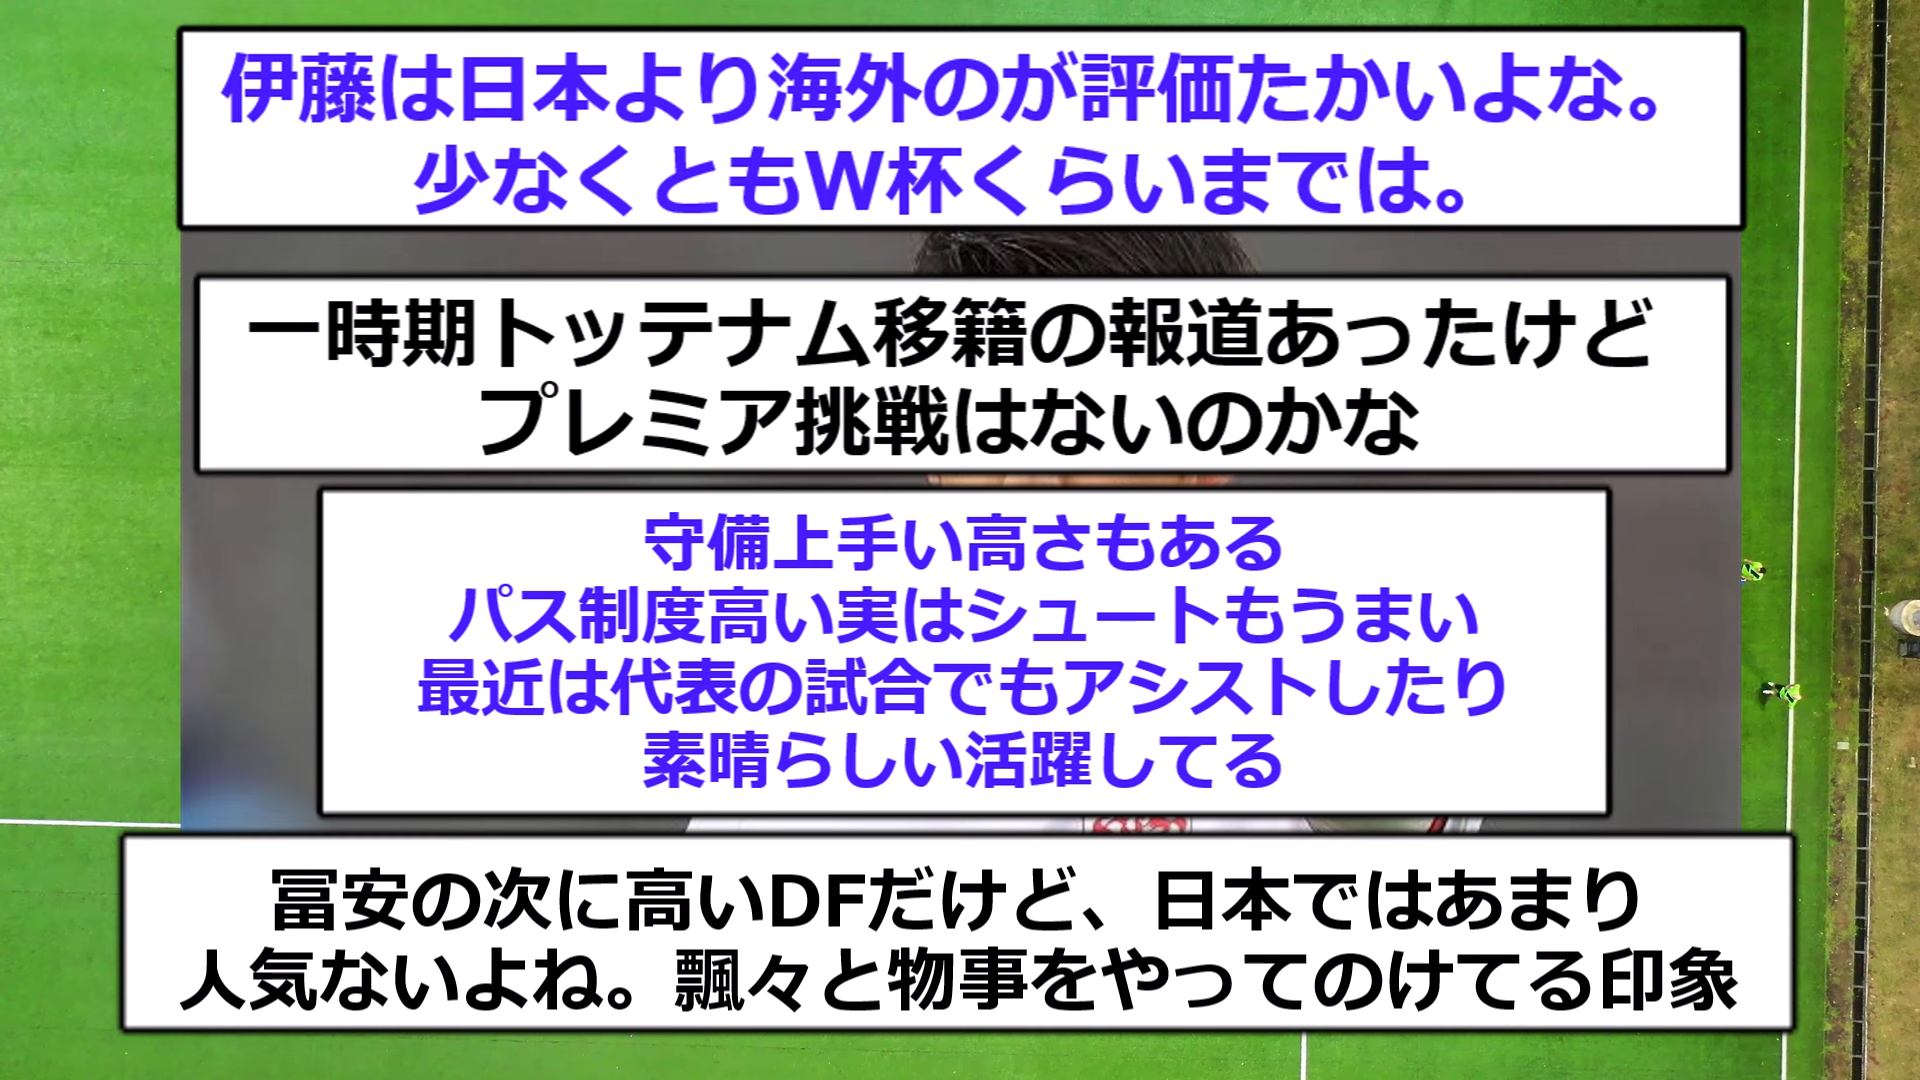 伊藤は日本より海外のが評価たかいよな。
少なくともW杯くらいまでは。
一時期トッテナム移籍の報道あったけど
プレミア挑戦はないのかな
守備上手い高さもある
パス制度高い実はシュートもうまい
最近は代表の試合でもアシストしたり
素晴らしい活躍してる
冨安の次に高いDFだけど、日本ではあまり
人気ないよね。飄々と物事をやってのけてる印象